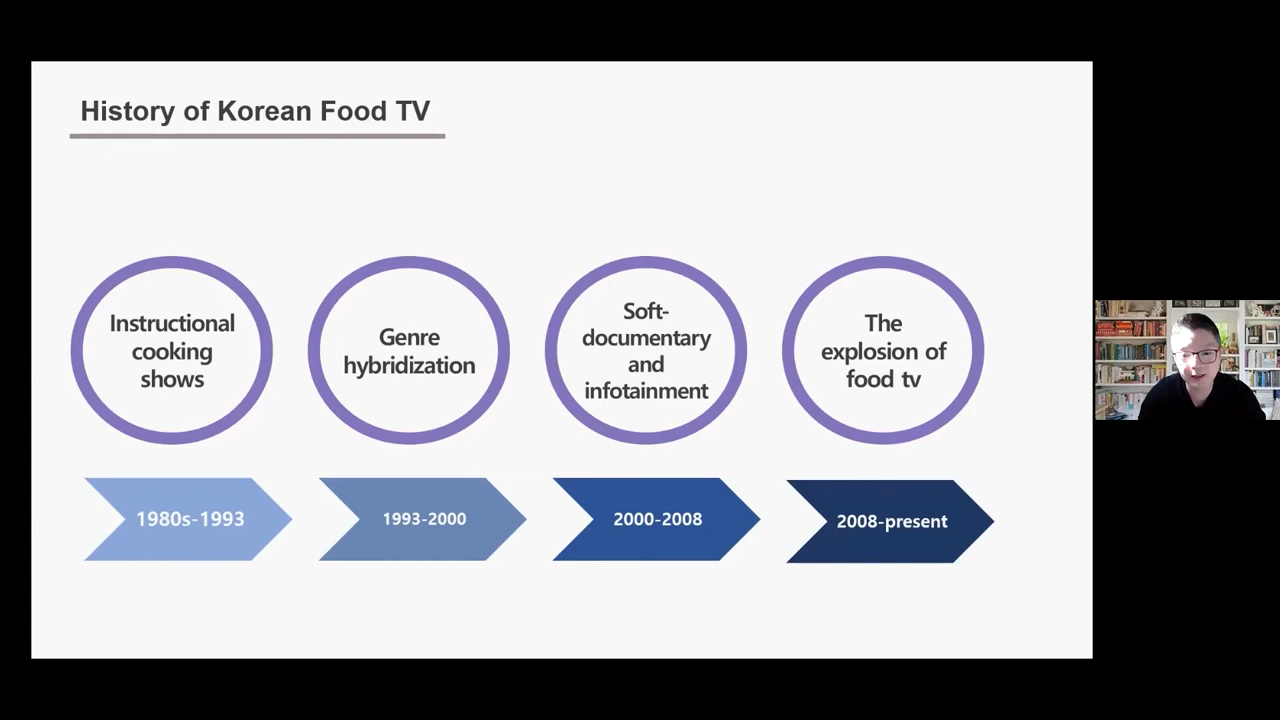 History of Korean Food TV
Instructional
cooking
shows
Genre
hybridization
Soft-
documentary
and
infotainment
The
explosion of
food tv
1980s-1993
1993-2000
2000-2008
2008-present